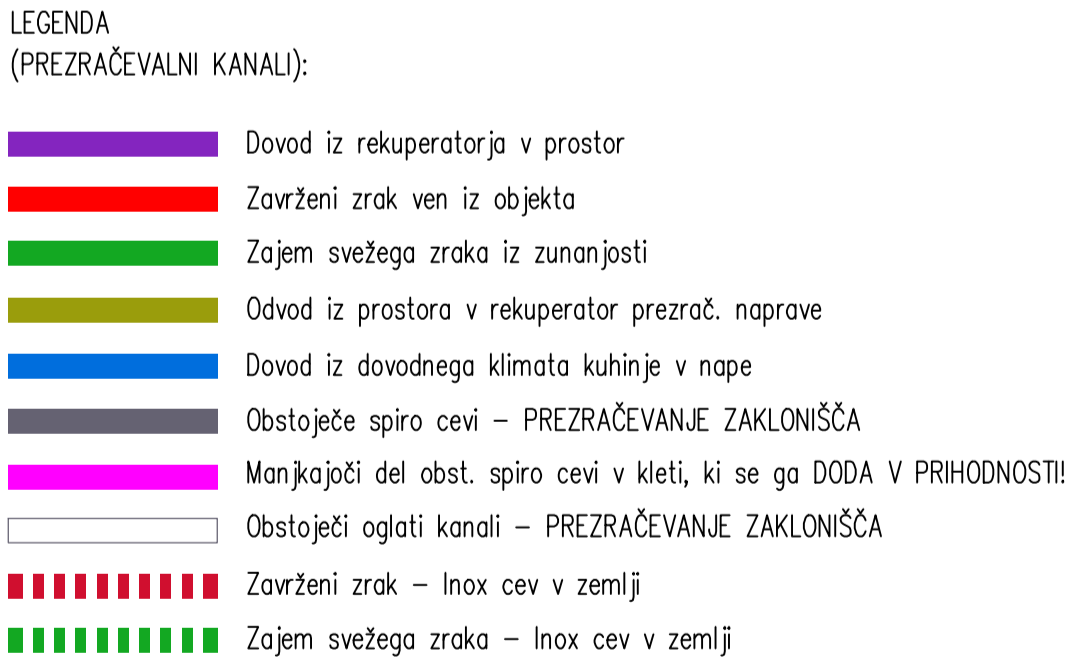 LEGENDA
(PREZRAČEVALNI KANALI):
Dovod iz rekuperatorja v prostor
Zavrženi zrak ven iz objekta
Zajem svežega zraka iz zunanjosti
Odvod iz prostora v rekuperator prezrač. naprave
Dovod iz dovodnega klimata kuhinje v nape
Obstoječe spiro cevi – PREZRAČEVANJE ZAKLONIŠČA
Manjkajoči del obst. spiro cevi v kleti, ki se ga DODA V PRIHODNOSTI!
Obstoječi oglati kanali – PREZRAČEVANJE ZAKLONIŠČA
Zavrženi zrak – Inox cev v zemlji
Zajem svežega zraka – Inox cev v zemlji